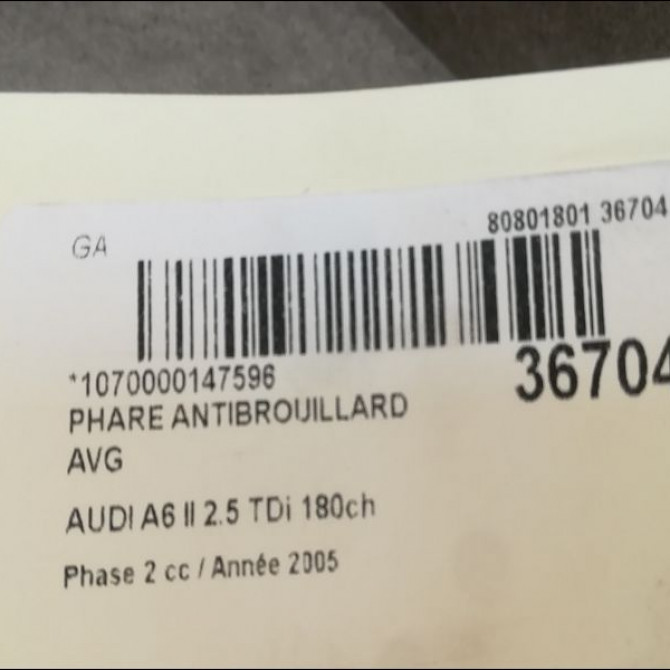 GA
80801801 36704
*1070000147596
36704
PHARE ANTIBROUILLARD
AVG
AUDI A6 II 2.5 TDi 180ch
Phase 2 cc / Année 2005